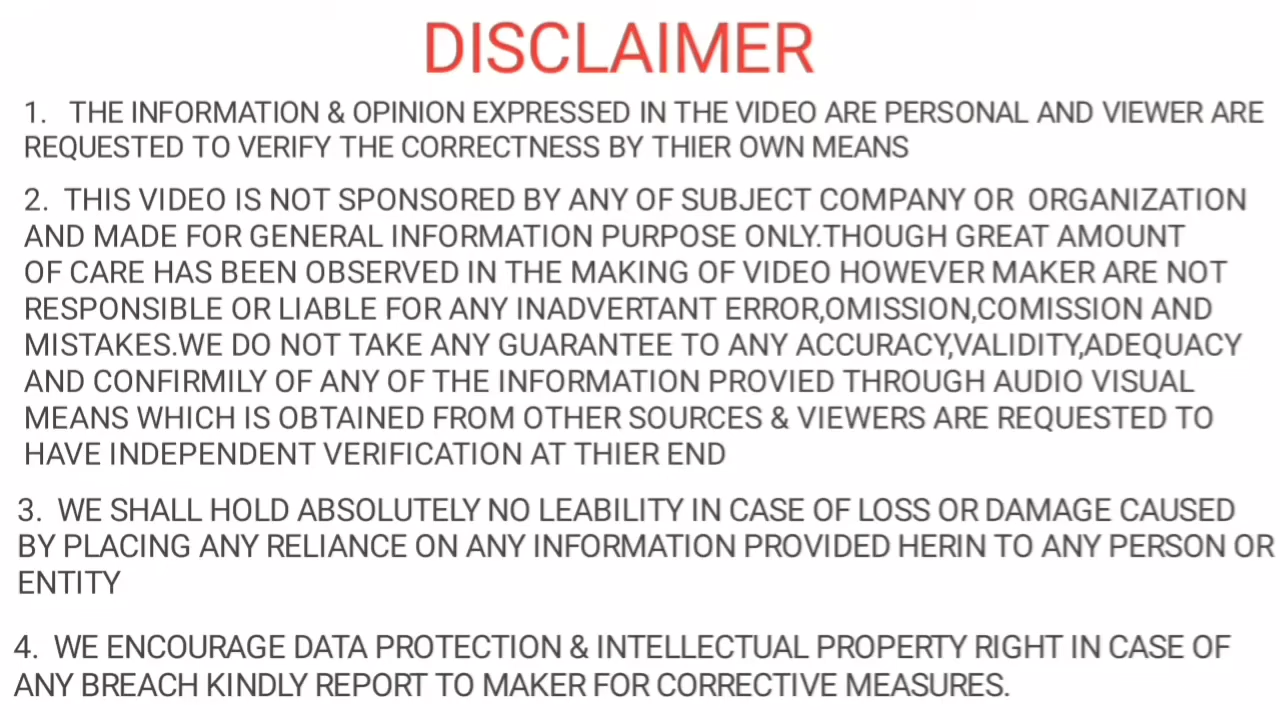 DISCLAIMER
1. THE INFORMATION & OPINION EXPRESSED IN THE VIDEO ARE PERSONAL AND VIEWER ARE
REQUESTED TO VERIFY THE CORRECTNESS BY THIER OWN MEANS
2. THIS VIDEO IS NOT SPONSORED BY ANY OF SUBJECT COMPANY OR ORGANIZATION
AND MADE FOR GENERAL INFORMATION PURPOSE ONLY.THOUGH GREAT AMOUNT
OF CARE HAS BEEN OBSERVED IN THE MAKING OF VIDEO HOWEVER MAKER ARE NOT
RESPONSIBLE OR LIABLE FOR ANY INADVERTANT ERROR,OMISSION,COMISSION AND
MISTAKES.WE DO NOT TAKE ANY GUARANTEE TO ANY ACCURACY,VALIDITY,ADEQUACY
AND CONFIRMILY OF ANY OF THE INFORMATION PROVIED THROUGH AUDIO VISUAL
MEANS WHICH IS OBTAINED FROM OTHER SOURCES & VIEWERS ARE REQUESTED TO
HAVE INDEPENDENT VERIFICATION AT THIER END
3. WE SHALL HOLD ABSOLUTELY NO LEABILITY IN CASE OF LOSS OR DAMAGE CAUSED
BY PLACING ANY RELIANCE ON ANY INFORMATION PROVIDED HERIN TO ANY PERSON OR
ENTITY
4. WE ENCOURAGE DATA PROTECTION & INTELLECTUAL PROPERTY RIGHT IN CASE OF
ANY BREACH KINDLY REPORT TO MAKER FOR CORRECTIVE MEASURES.